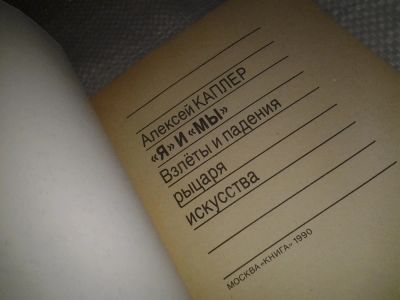 Алексей КАПЛЕР
«Я» И «МЫ»
Взлёты и падения
рыцаря
искусства
МОСКВА «КНИГА» 1990